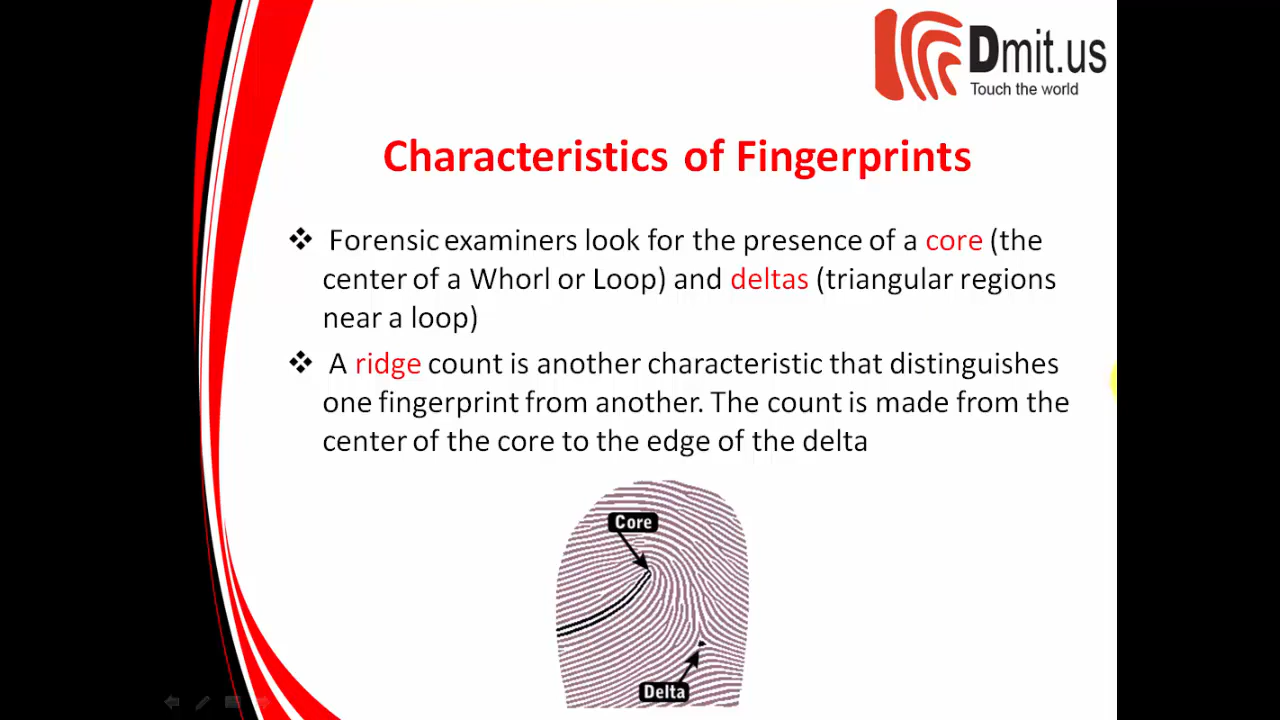 Dmit.us
Touch the world
Characteristics of Fingerprints
❖ Forensic examiners look for the presence of a core (the
center of a Whorl or Loop) and deltas (triangular regions
near a loop)
❖ A ridge count is another characteristic that distinguishes
one fingerprint from another. The count is made from the
center of the core to the edge of the delta
Core
Delta